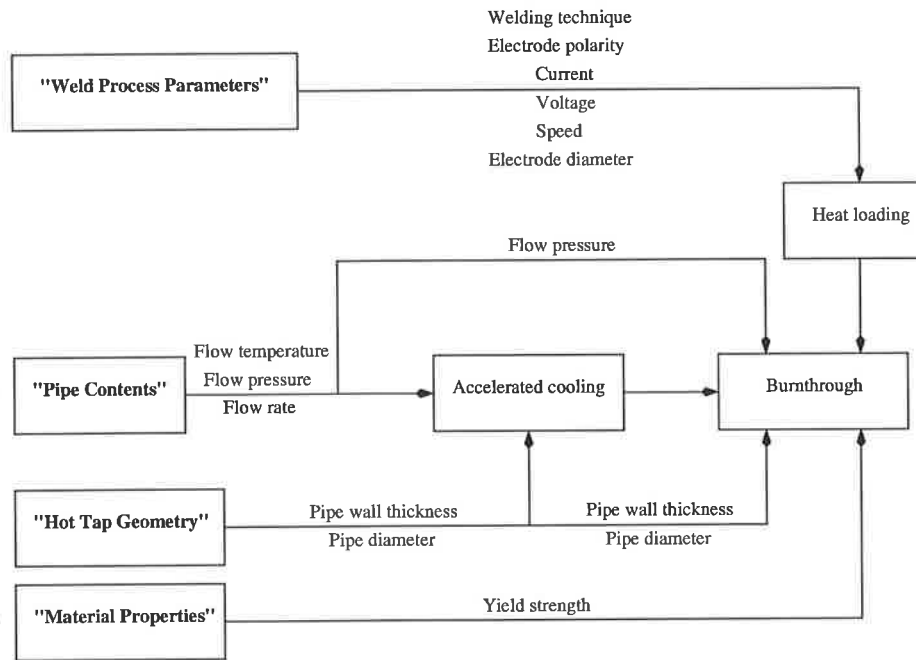 Welding technique
Electrode polarity
"Weld Process Parameters"
Current
Voltage
Speed
Electrode diameter
Heat loading
Flow pressure
Flow temperature
"Pipe Contents"
Flow pressure
Flow rate
Accelerated cooling
Burnthrough
"Hot Tap Geometry"
Pipe wall thickness
Pipe diameter
Pipe wall thickness
Pipe diameter
"Material Properties"
Yield strength